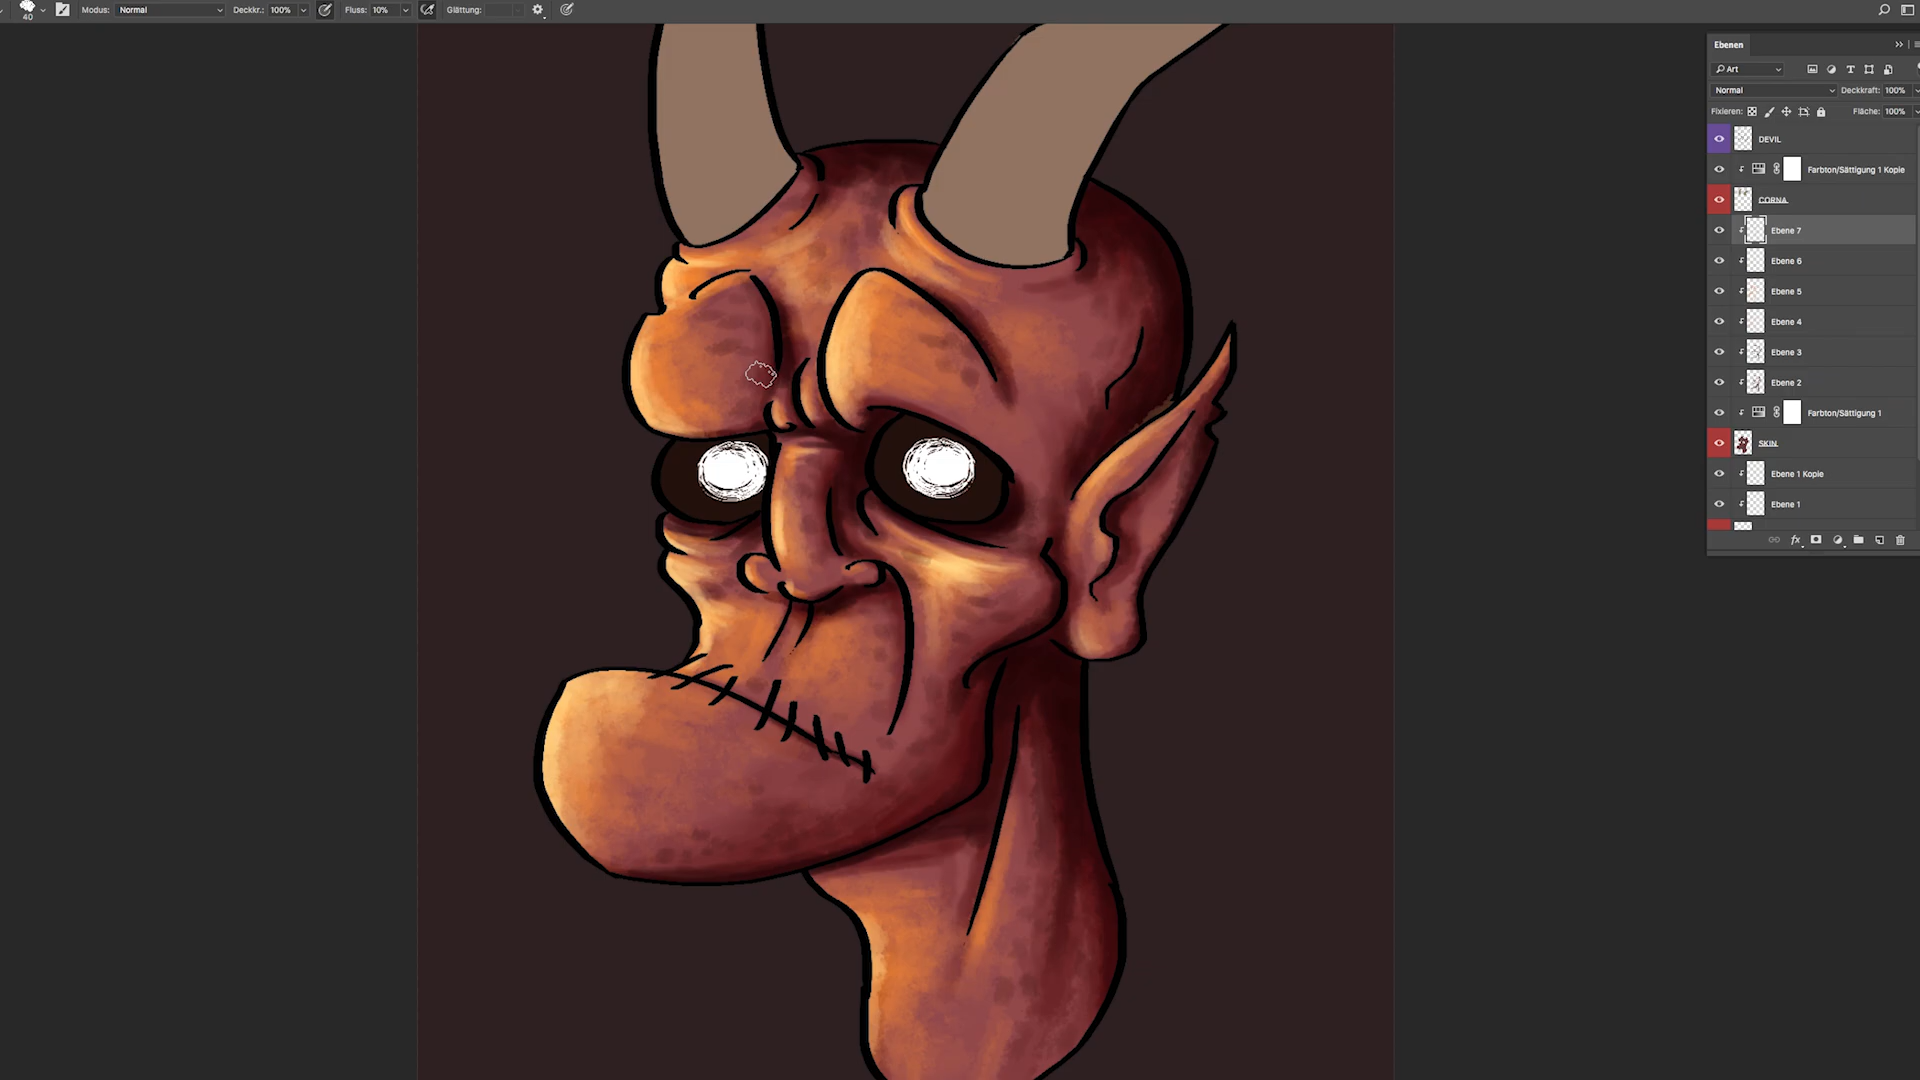 40
Modus: Normal Deckkr.: 100% Fluss: 10% Glättung:
Ebenen
Art
Normal Deckkraft: 100%
Fixieren: Fläche: 100%
DEVIL
Farbton/Sättigung 1 Kopie
CORNA
Ebene 7
Ebene 6
Ebene 5
Ebene 4
Ebene 3
Ebene 2
Farbton/Sättigung 1
SKIN
Ebene 1 Kopie
Ebene 1
fx